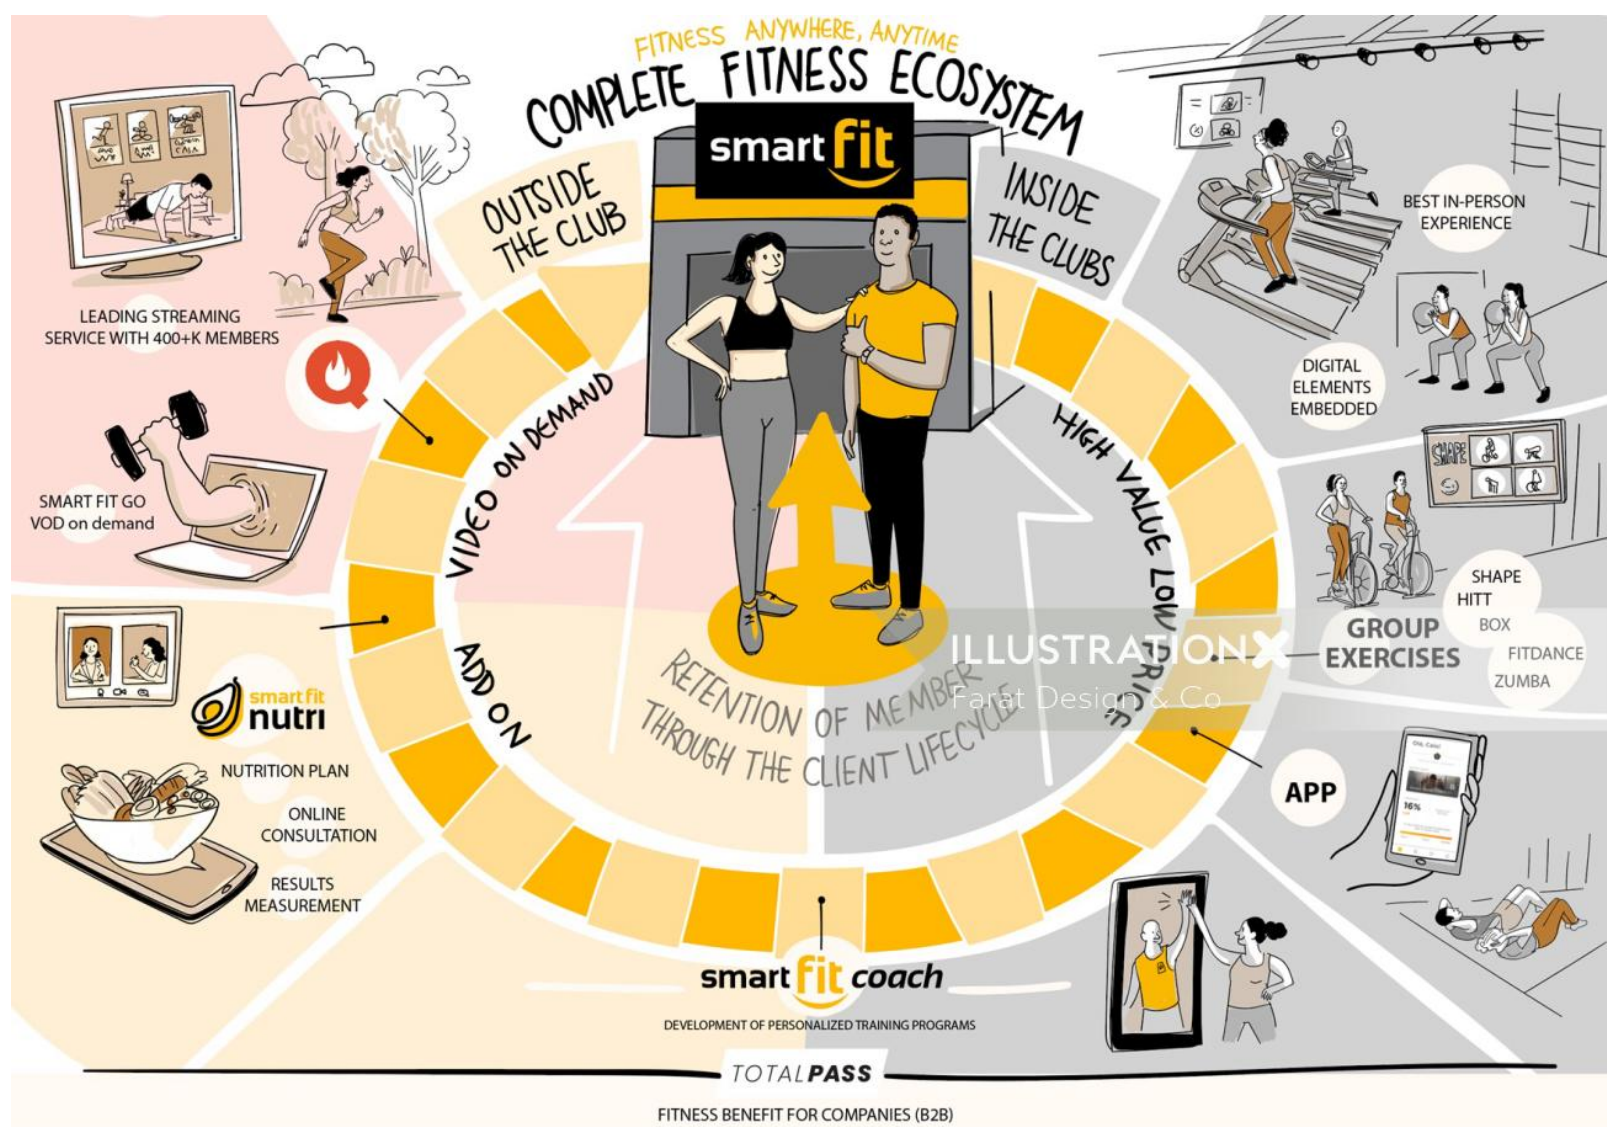 FITNESS ANYWHERE, ANYTIME
COMPLETE FITNESS ECOSYSTEM
smart fit
OUTSIDE
THE CLUB
INSIDE
THE CLUBS
LEADING STREAMING
SERVICE WITH 400+K MEMBERS
Q
SMART FIT GO
VOD on demand
VIDEO ON DEMAND
ADD ON
smart fit
nutri
NUTRITION PLAN
ONLINE
CONSULTATION
RESULTS
MEASUREMENT
BEST IN-PERSON
EXPERIENCE
DIGITAL
ELEMENTS
EMBEDDED
HIGH VALUE LOW PRICE
SHAPE
SHAPE
HITT
BOX
FITDANCE
ZUMBA
GROUP
EXERCISES
APP
16%
RETENTION OF MEMBER
THROUGH THE CLIENT LIFECYCLE
ILLUSTRATIONX
Farat Design & Co
smart fit coach
DEVELOPMENT OF PERSONALIZED TRAINING PROGRAMS
TOTALPASS
FITNESS BENEFIT FOR COMPANIES (B2B)